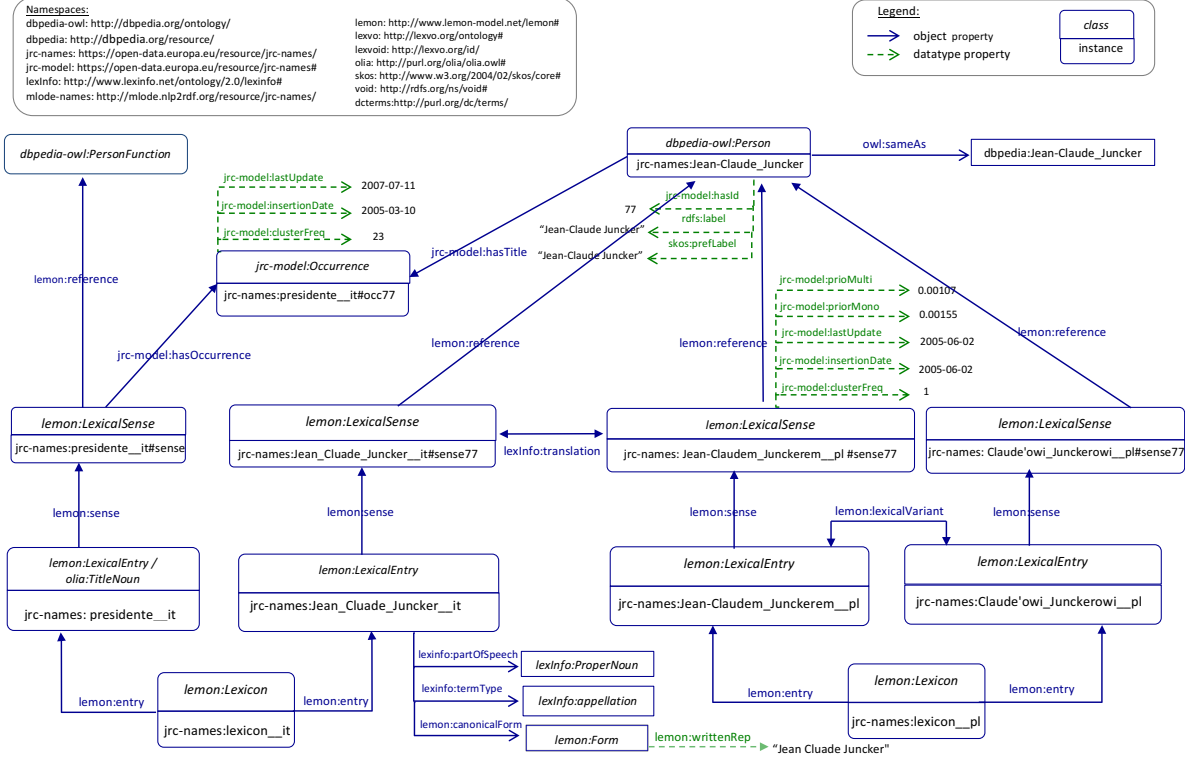 Namespaces:
dbpedia-owl: http://dbpedia.org/ontology/
dbpedia: http://dbpedia.org/resource/
jrc-names: https://open-data.europa.eu/resource/jrc-names/
jrc-model: https://open-data.europa.eu/resource/jrc-names#
lexInfo: http://www.lexinfo.net/ontology/2.0/lexinfo#
mlode-names: http://mlode.nlp2rdf.org/resource/jrc-names/
lemon: http://www.lemon-model.net/lemon#
lexvo: http://lexvo.org/ontology#
lexvoid: http://lexvo.org/id/
olia: http://purl.org/olia/olia.owl#
skos: http://www.w3.org/2004/02/skos/core#
void: http://rdfs.org/ns/void#
dcterms:http://purl.org/dc/terms/
Legend:
object property
datatype property
class
instance
dbpedia-owl:PersonFunction
dbpedia-owl:Person
jrc-names:Jean-Claude_Juncker
owl:sameAs
dbpedia:Jean-Claude_Juncker
jrc-model:lastUpdate
2007-07-11
jrc-model:insertionDate
2005-03-10
jrc-model:clusterFreq
23
jrc-model:hasId
77
rdfs:label
"Jean-Claude Juncker"
skos:prefLabel
"Jean-Claude Juncker"
jrc-model:hasTitle
jrc-model:Occurrence
jrc-names:presidente__it#occ77
lemon:reference
jrc-model:prioMulti
0.00107
jrc-model:priorMono
0.00155
jrc-model:lastUpdate
2005-06-02
jrc-model:insertionDate
2005-06-02
jrc-model:clusterFreq
1
jrc-model:hasOccurrence
lemon:reference
lemon:reference
lemon:reference
lemon:LexicalSense
jrc-names:presidente__it#sense
lemon:LexicalSense
jrc-names:Jean_Cluade_Juncker__it#sense77
lexInfo:translation
lemon:LexicalSense
jrc-names: Jean-Claudem_Junckerem__pl #sense77
lemon:LexicalSense
jrc-names: Claude'owi_Junckerowi__pl#sense77
lemon:sense
lemon:sense
lemon:sense
lemon:lexicalVariant
lemon:sense
lemon:LexicalEntry /
olia:TitleNoun
jrc-names: presidente__it
lemon:LexicalEntry
jrc-names:Jean_Cluade_Juncker__it
lemon:LexicalEntry
jrc-names:Jean-Claudem_Junckerem__pl
lemon:LexicalEntry
jrc-names:Claude'owi_Junckerowi__pl
lemon:entry
lemon:Lexicon
jrc-names:lexicon__it
lemon:entry
lexinfo:partOfSpeech
lexInfo:ProperNoun
lexinfo:termType
lexInfo:appellation
lemon:canonicalForm
lemon:Form
lemon:writtenRep
"Jean Cluade Juncker"
lemon:entry
lemon:Lexicon
jrc-names:lexicon__pl
lemon:entry